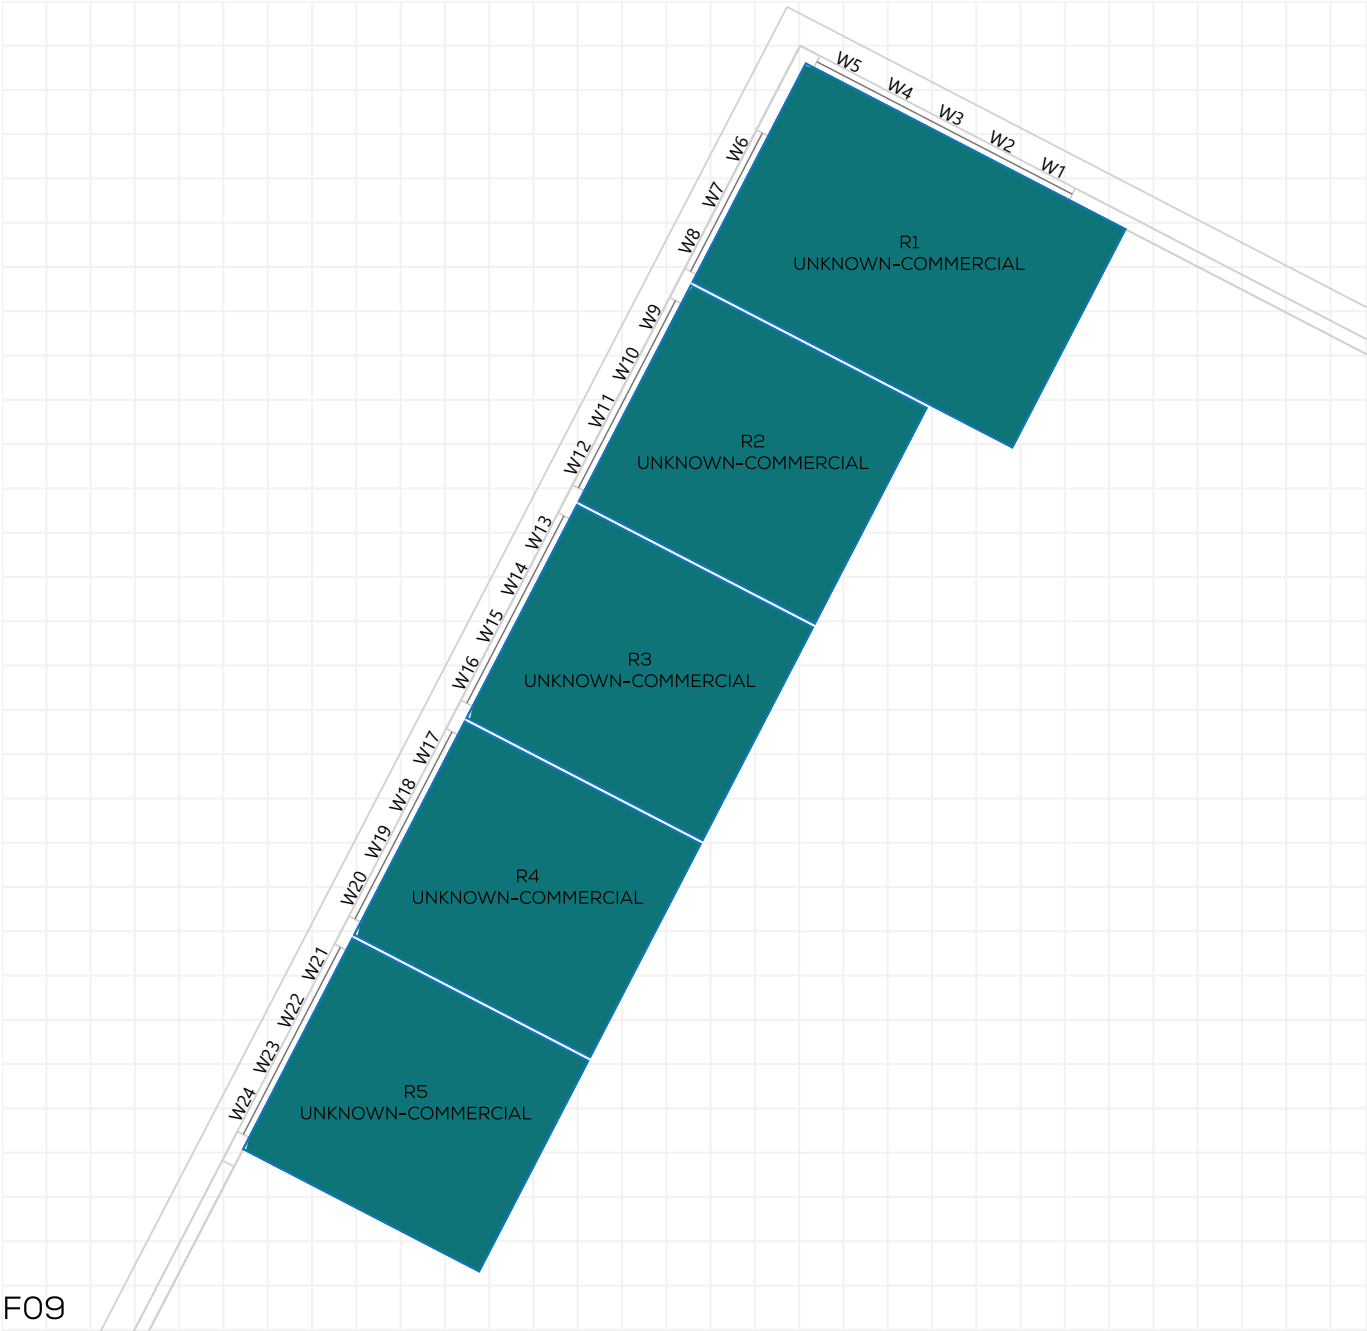 W5
W4
W3
W2
W1
W6
W7
W8
R1
UNKNOWN-COMMERCIAL
W9
W10
W11
W12
R2
UNKNOWN-COMMERCIAL
W13
W14
W15
W16
R3
UNKNOWN-COMMERCIAL
W17
W18
W19
W20
R4
UNKNOWN-COMMERCIAL
W21
W22
W23
W24
R5
UNKNOWN-COMMERCIAL
F09